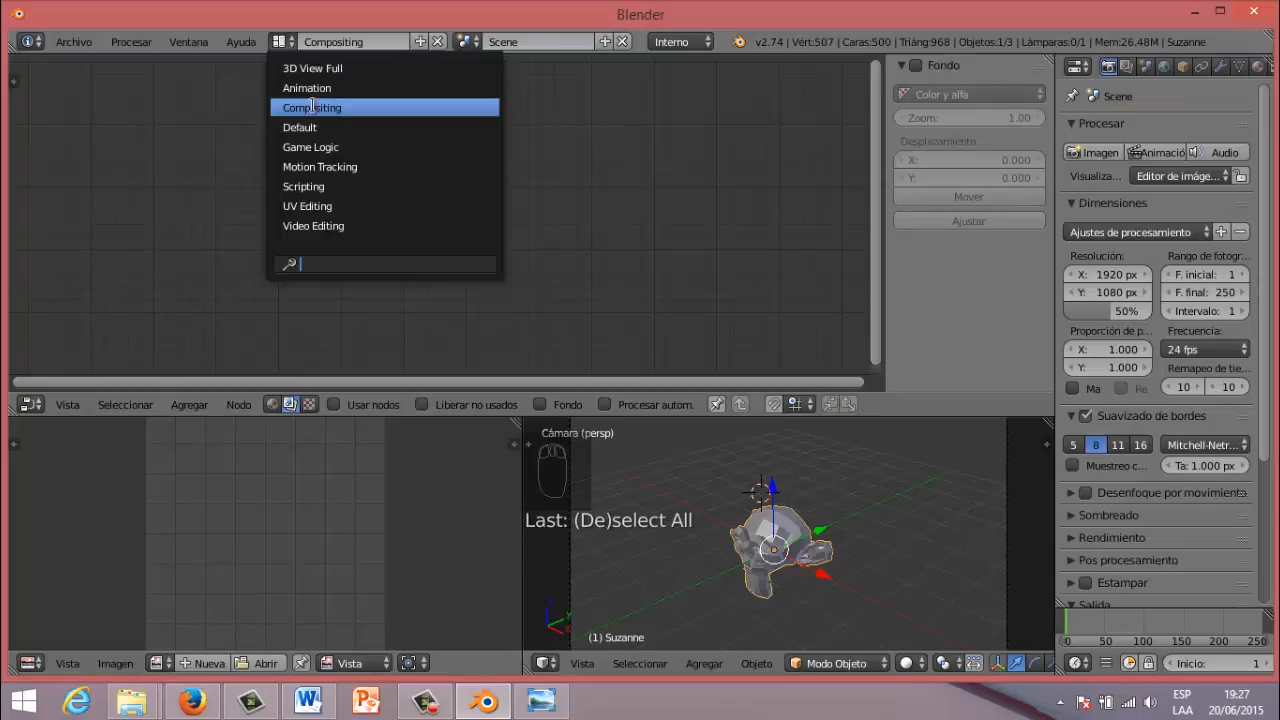 Blender
Archivo Procesar Ventana Ayuda Compositing Scene Interno v2.74 | Vért:507 | Caras:500 | Triáng:968 | Objetos:1/3 | Lámparas:0/1 | Mem:26.48M | Suzanne
3D View Full
Animation
Compositing
Default
Game Logic
Motion Tracking
Scripting
UV Editing
Video Editing
Fondo
Color y alfa
Zoom: 1.00
Desplazamiento:
X: 0.000
Y: 0.000
Mover
Ajustar
Scene
Procesar
Imagen Animació Audio
Visualiza... Editor de imáge...
Dimensiones
Ajustes de procesamiento
Resolución: Rango de fotogr...
X: 1920 px F. inicial: 1
Y: 1080 px F. final: 250
50% Intervalo: 1
Proporción de p... Frecuencia:
X: 1.000 24 fps
Y: 1.000 Remapeo de tie...
Ma Re 10 10
Suavizado de bordes
5 8 11 16 Mitchell-Netr...
Muestreo c... Ta: 1.000 px
Desenfoque por movimient
Sombreado
Rendimiento
Pos procesamiento
Estampar
Salida
Vista Seleccionar Agregar Nodo Usar nodos Liberar no usados Fondo Procesar autom.
Cámara (persp)
Last: (De)select All
(1) Suzanne
Vista Imagen Nueva Abrir Vista
Vista Seleccionar Agregar Objeto Modo Objeto
0 50 100 150 200 250
Inicio: 1
ESP 19:27
LAA 20/06/2015